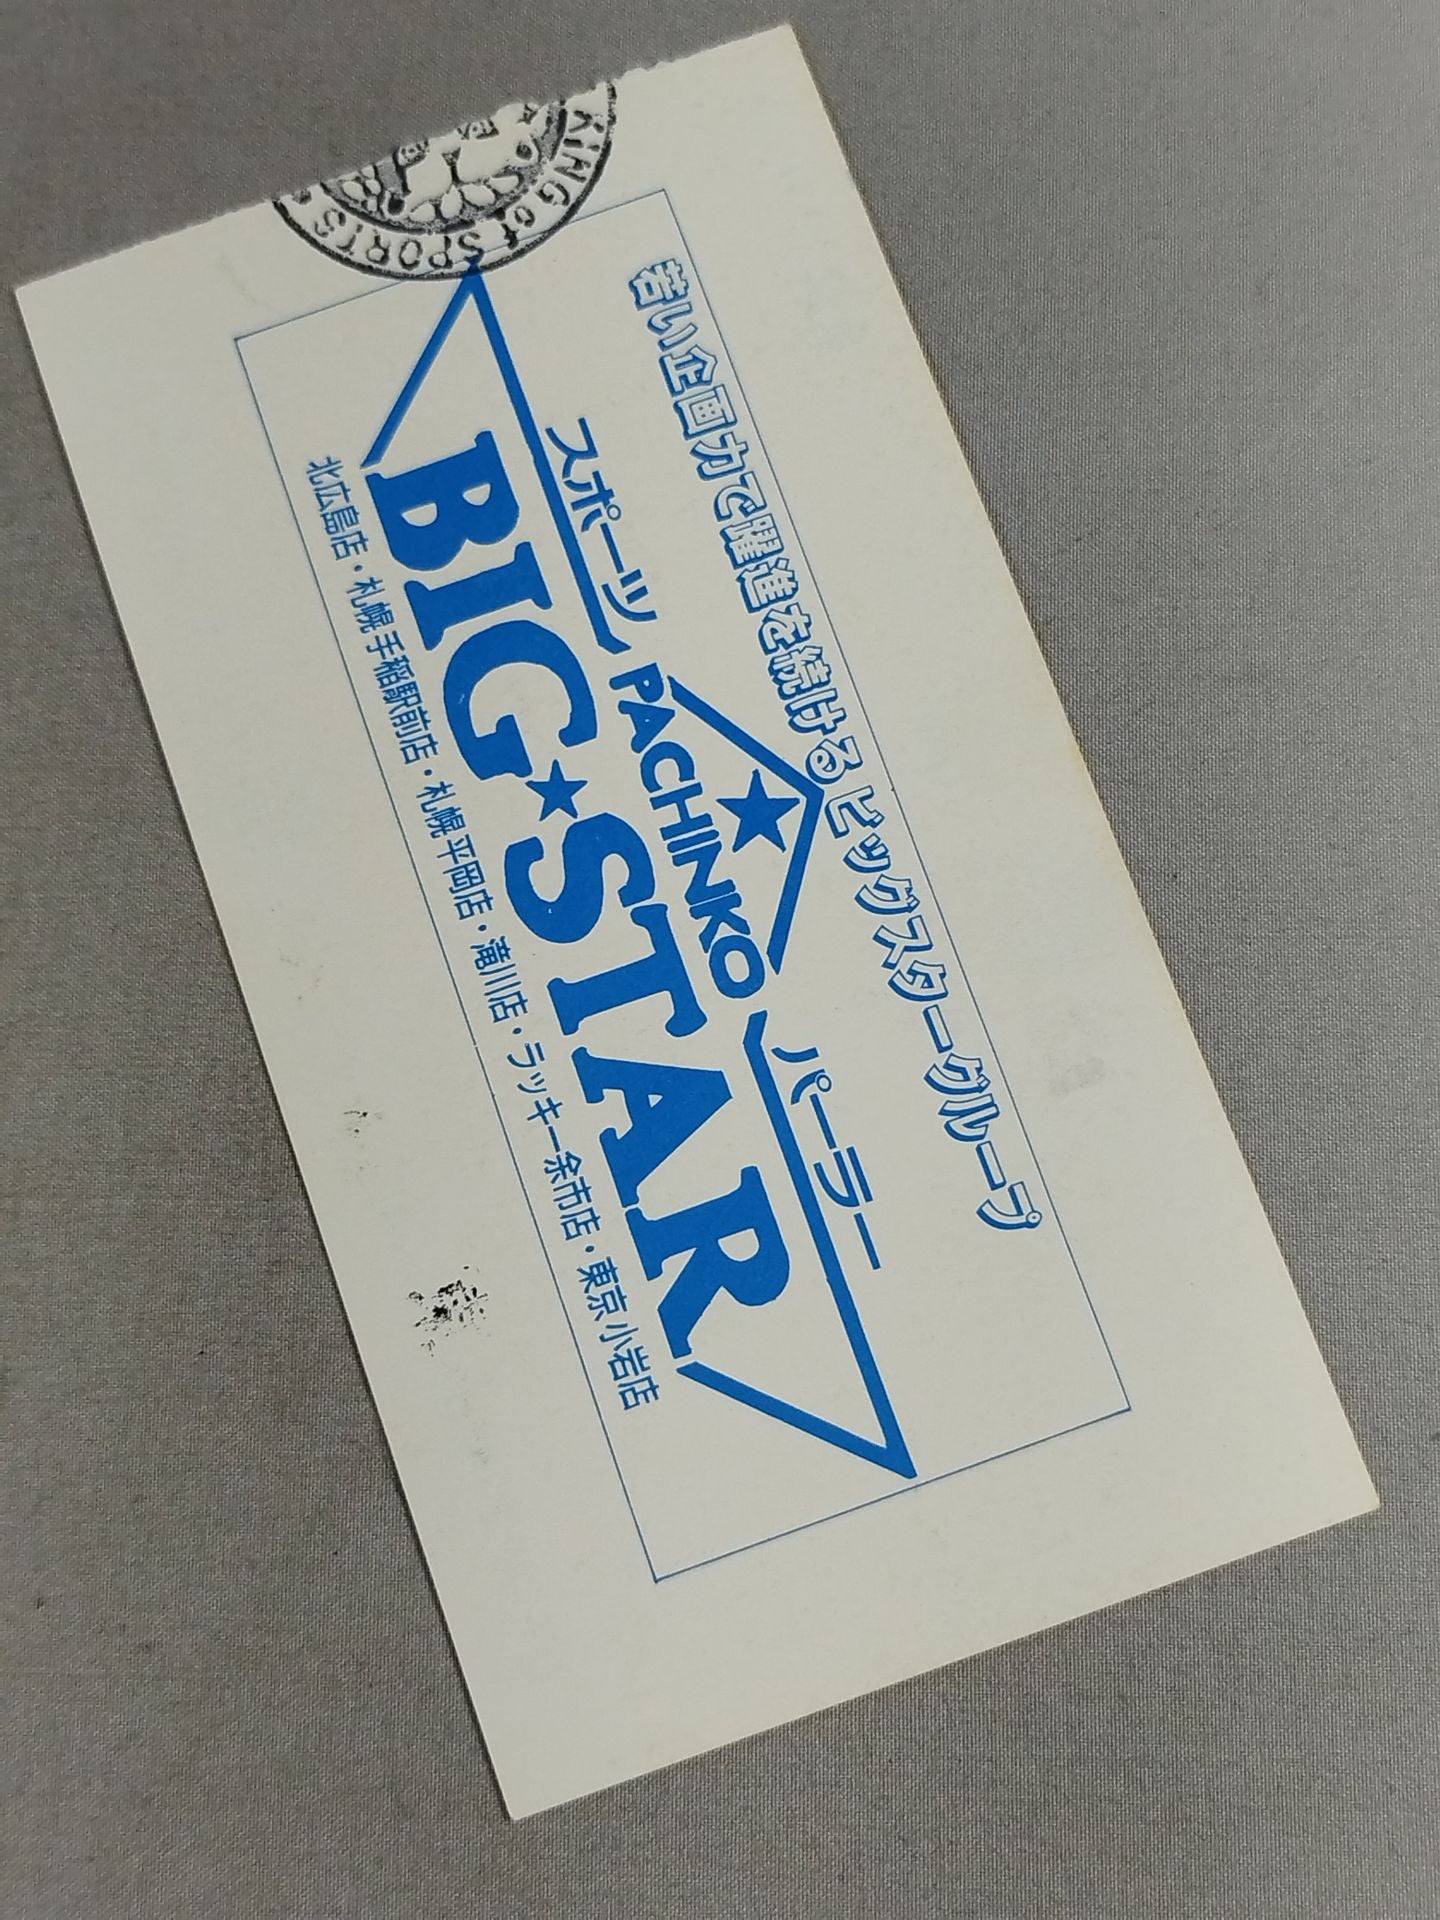 若い企画力で躍進を続けるビッグスターグループ
スポーツ PACHINKO パーラー
BIG★STAR
北広島店・札幌手稲駅前店・札幌平岡店・滝川店・ラッキー余市店・東京小岩店
KING of SPORTS